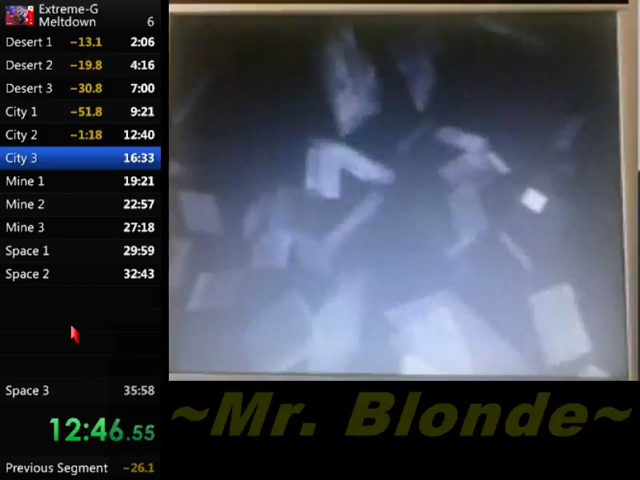 Extreme-G
Meltdown 6
Desert 1 −13.1 2:06
Desert 2 −19.8 4:16
Desert 3 −30.8 7:00
City 1 −51.8 9:21
City 2 −1:18 12:40
City 3 16:33
Mine 1 19:21
Mine 2 22:57
Mine 3 27:18
Space 1 29:59
Space 2 32:43
Space 3 35:58
12:46.55
~Mr. Blonde~
Previous Segment −26.1